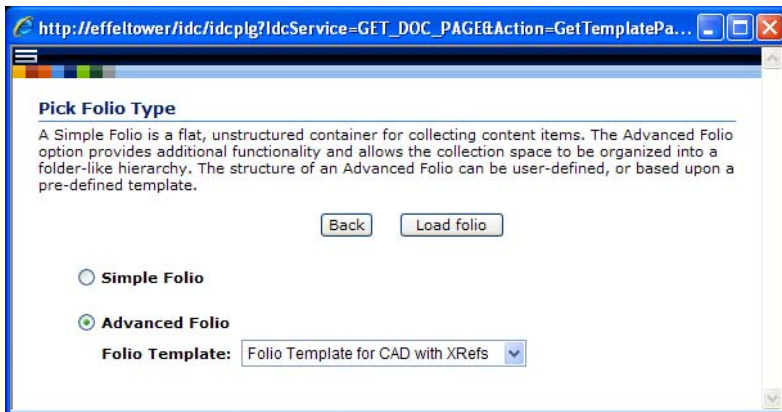 http://effeltower/idc/idcplg?IdcService=GET_DOC_PAGE&Action=GetTemplatePa...
Pick Folio Type
A Simple Folio is a flat, unstructured container for collecting content items. The Advanced Folio
option provides additional functionality and allows the collection space to be organized into a
folder-like hierarchy. The structure of an Advanced Folio can be user-defined, or based upon a
pre-defined template.
Back Load folio
Simple Folio
Advanced Folio
Folio Template: Folio Template for CAD with XRefs